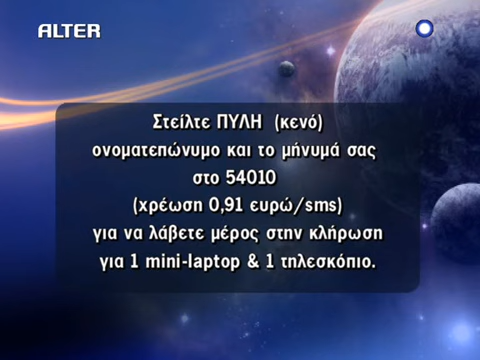 ALTER
Στείλτε ΠΥΛΗ (κενό)
ονοματεπώνυμο και το μήνυμά σας
στο 54010
(χρέωση 0,91 ευρώ/sms)
για να λάβετε μέρος στην κλήρωση
για 1 mini-laptop & 1 τηλεσκόπιο.